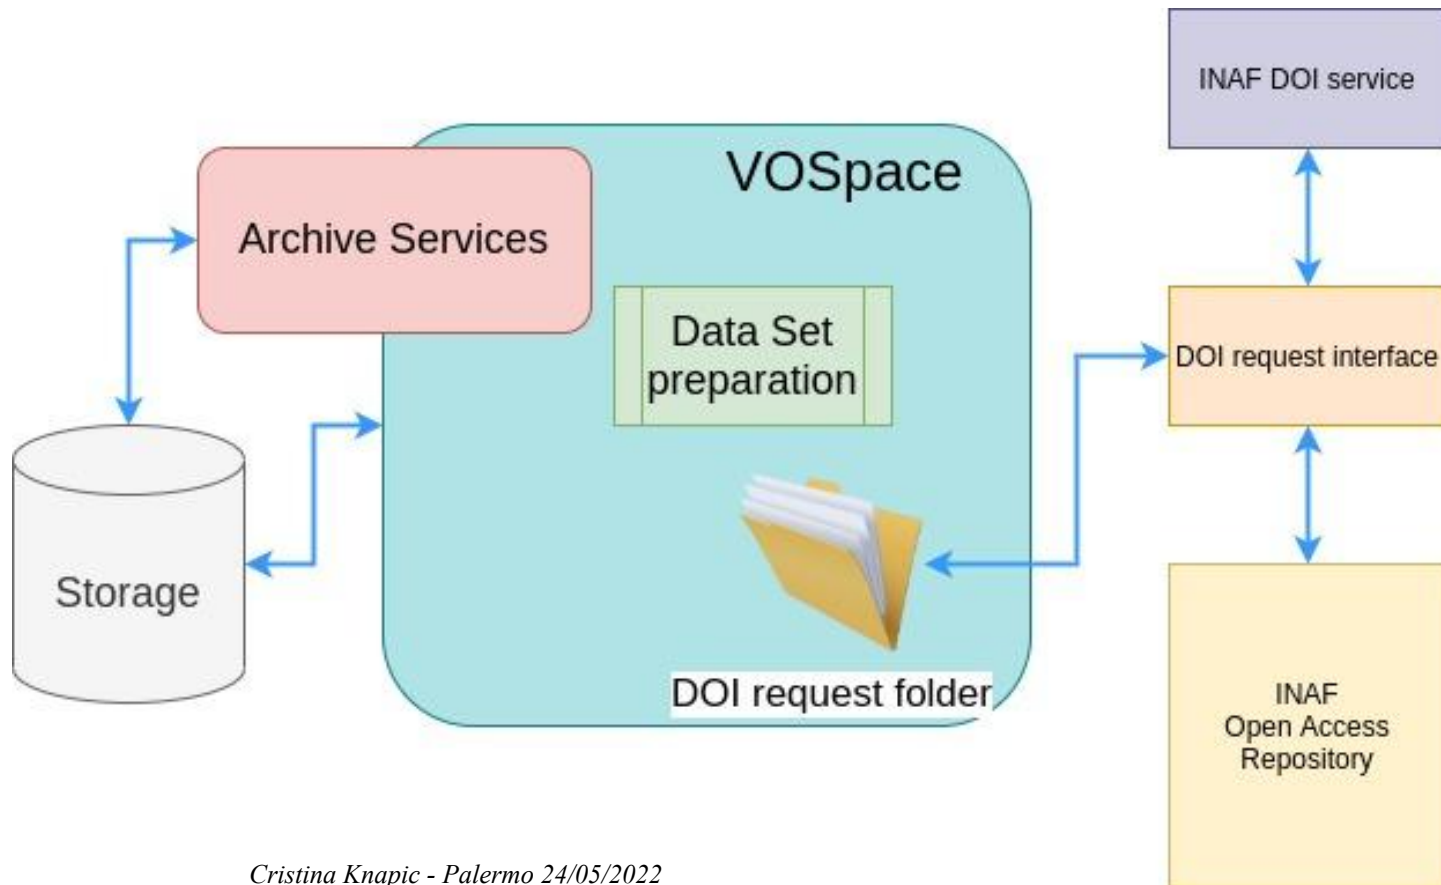 INAF DOI service
VOSpace
Archive Services
Data Set
preparation
DOI request interface
Storage
DOI request folder
INAF
Open Access
Repository
Cristina Knapic - Palermo 24/05/2022